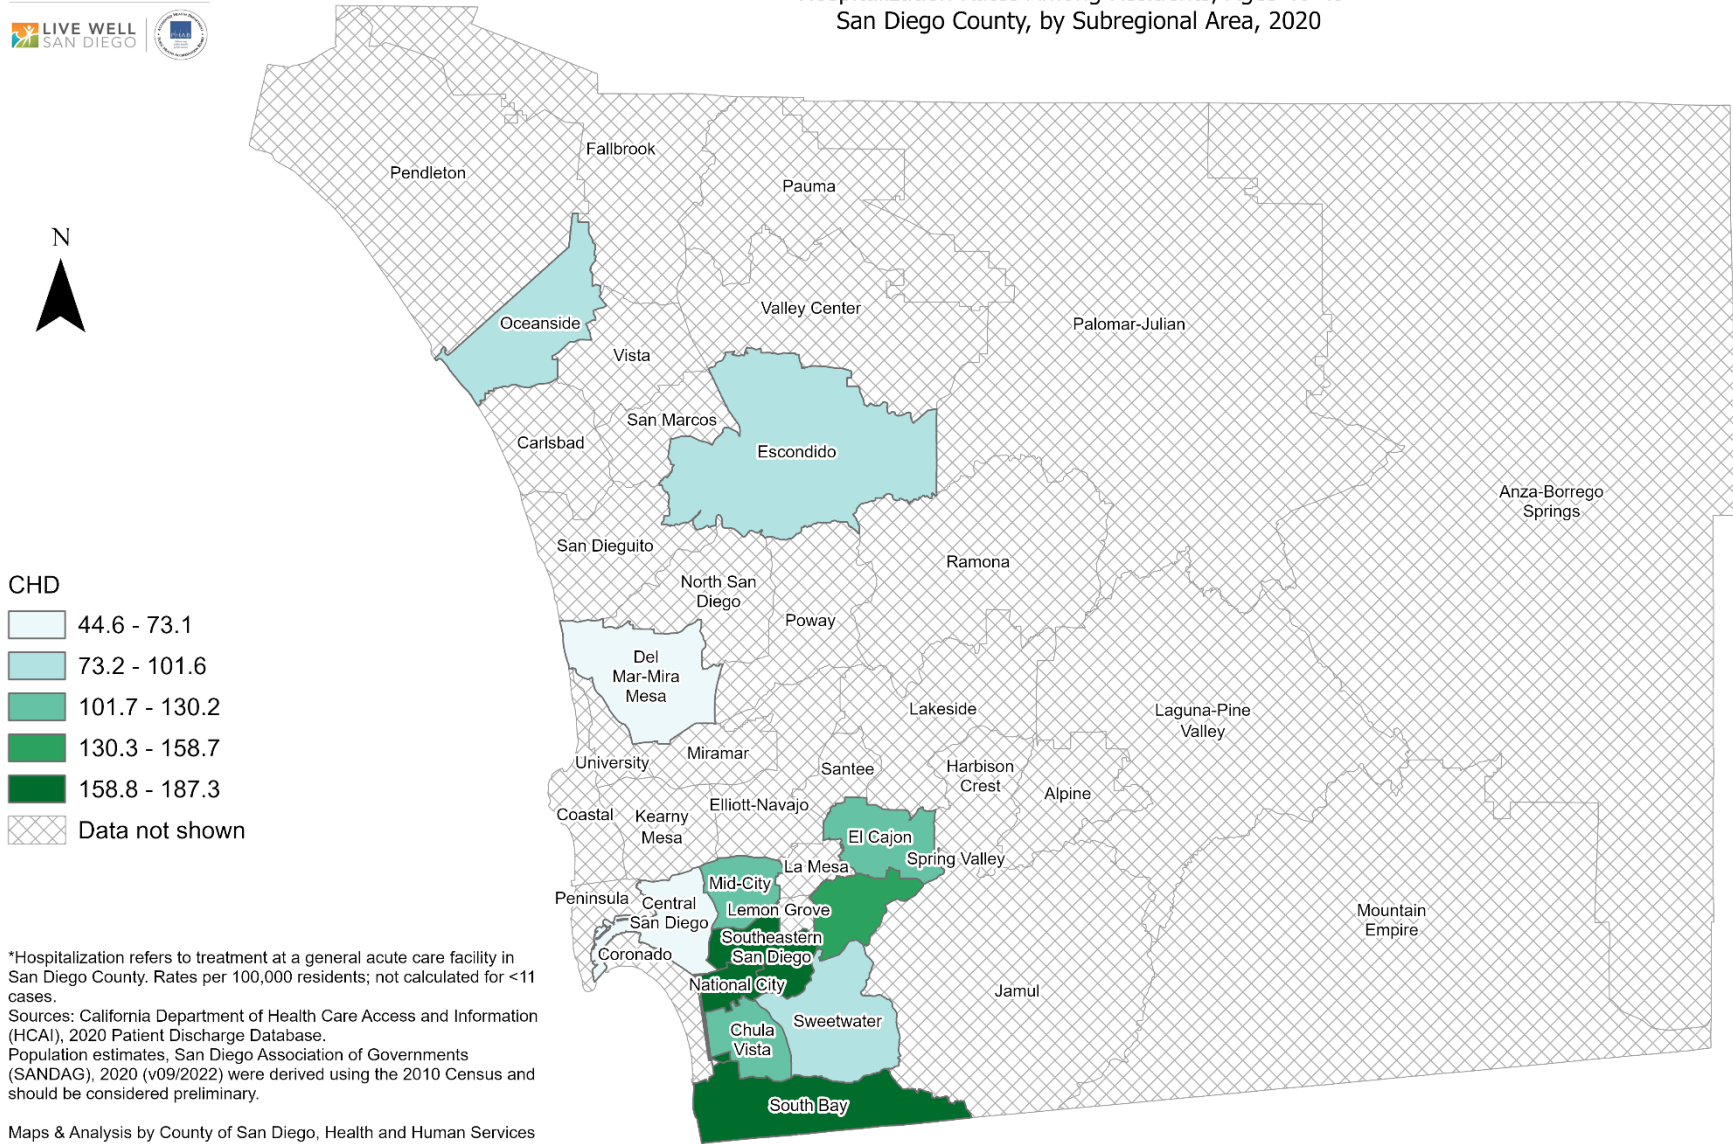 LIVE WELL
SAN DIEGO
PHAB
San Diego County, by Subregional Area, 2020
N
Fallbrook
Pendleton
Pauma
Oceanside
Valley Center
Palomar-Julian
Vista
San Marcos
Carlsbad
Escondido
Anza-Borrego
Springs
San Dieguito
Ramona
North San
Diego
Poway
CHD
44.6 - 73.1
73.2 - 101.6
101.7 - 130.2
130.3 - 158.7
158.8 - 187.3
Data not shown
Del
Mar-Mira
Mesa
Lakeside
Laguna-Pine
Valley
Miramar
University
Santee
Harbison
Crest
Alpine
Coastal
Kearny
Mesa
Elliott-Navajo
El Cajon
Spring Valley
La Mesa
Mid-City
Peninsula
Central
San Diego
Lemon Grove
Mountain
Empire
Southeastern
San Diego
Coronado
National City
Jamul
Sweetwater
Chula
Vista
South Bay
*Hospitalization refers to treatment at a general acute care facility in
San Diego County. Rates per 100,000 residents; not calculated for <11
cases.
Sources: California Department of Health Care Access and Information
(HCAI), 2020 Patient Discharge Database.
Population estimates, San Diego Association of Governments
(SANDAG), 2020 (v09/2022) were derived using the 2010 Census and
should be considered preliminary.
Maps & Analysis by County of San Diego, Health and Human Services